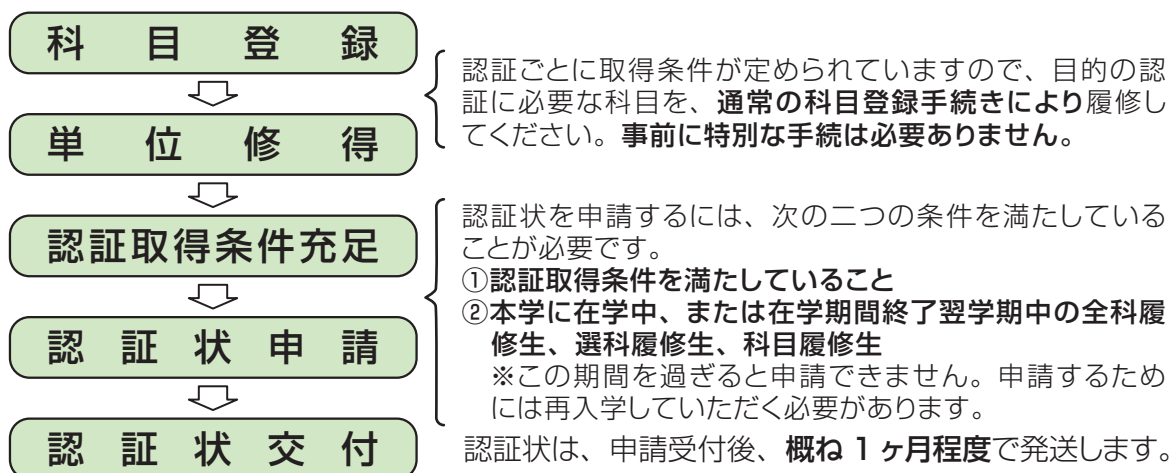 科目登録
認証ごとに取得条件が定められていますので、目的の認
証に必要な科目を、通常の科目登録手続きにより履修し
てください。事前に特別な手続は必要ありません。
単位修得
認証取得条件充足
認証状を申請するには、次の二つの条件を満たしている
ことが必要です。
①認証取得条件を満たしていること
②本学に在学中、または在学期間終了翌学期中の全科履
修生、選科履修生、科目履修生
※この期間を過ぎると申請できません。申請するため
には再入学していただく必要があります。
認証状申請
認証状交付
認証状は、申請受付後、概ね 1 ヶ月程度で発送します。